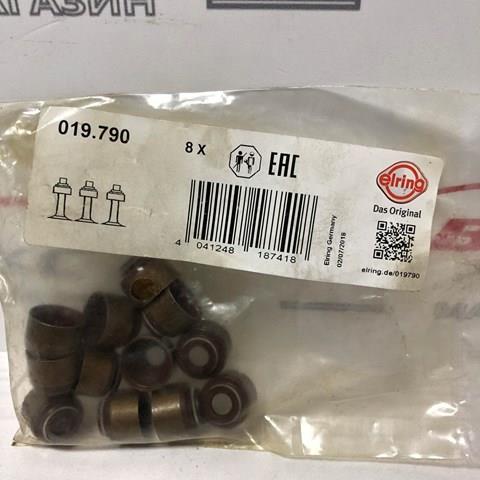 АГАЗИН
019.790
8 X
EAC
elring
Das Original
4 041248 187418
Elring Germany
02/07/2018
elring.de/019790